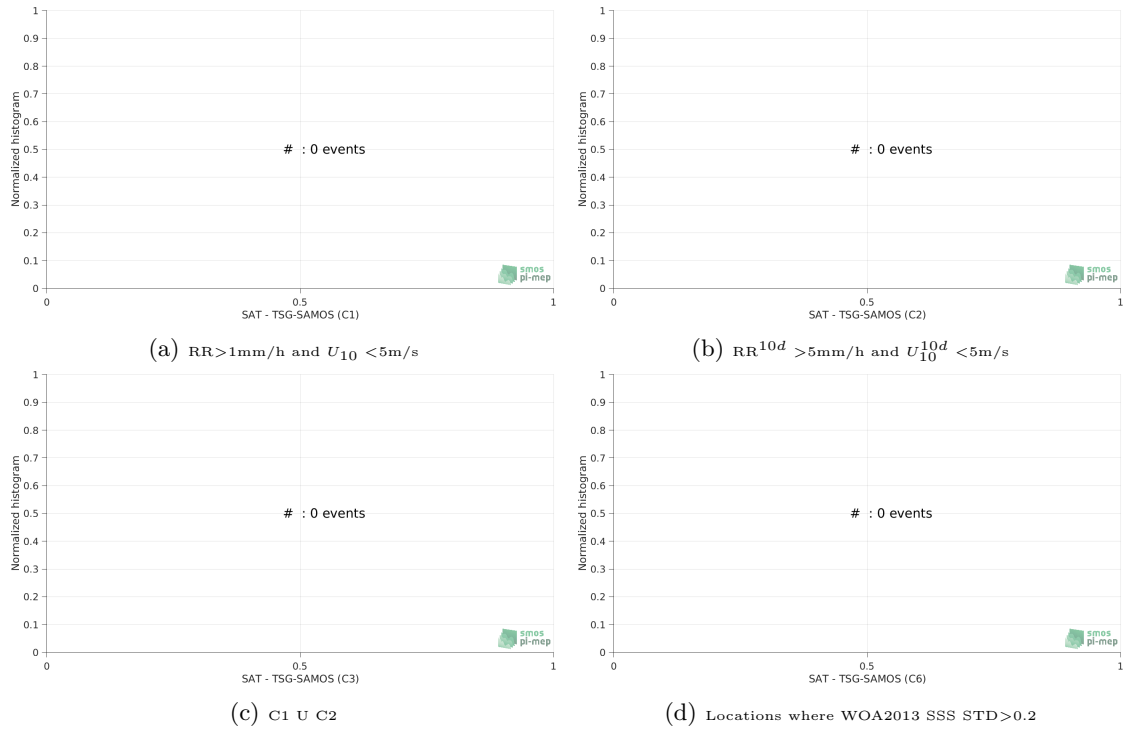 1
0.9
0.8
0.7
0.6
0.5
0.4
0.3
0.2
0.1
0
Normalized histogram
# : 0 events
smos
pi-mep
0 0.5 1
SAT - TSG-SAMOS (C1)
(a) RR>1mm/h and U10 <5m/s
1
0.9
0.8
0.7
0.6
0.5
0.4
0.3
0.2
0.1
0
Normalized histogram
# : 0 events
smos
pi-mep
0 0.5 1
SAT - TSG-SAMOS (C2)
(b) RR^10d >5mm/h and U10^10d <5m/s
1
0.9
0.8
0.7
0.6
0.5
0.4
0.3
0.2
0.1
0
Normalized histogram
# : 0 events
smos
pi-mep
0 0.5 1
SAT - TSG-SAMOS (C3)
(c) C1 U C2
1
0.9
0.8
0.7
0.6
0.5
0.4
0.3
0.2
0.1
0
Normalized histogram
# : 0 events
smos
pi-mep
0 0.5 1
SAT - TSG-SAMOS (C6)
(d) Locations where WOA2013 SSS STD>0.2